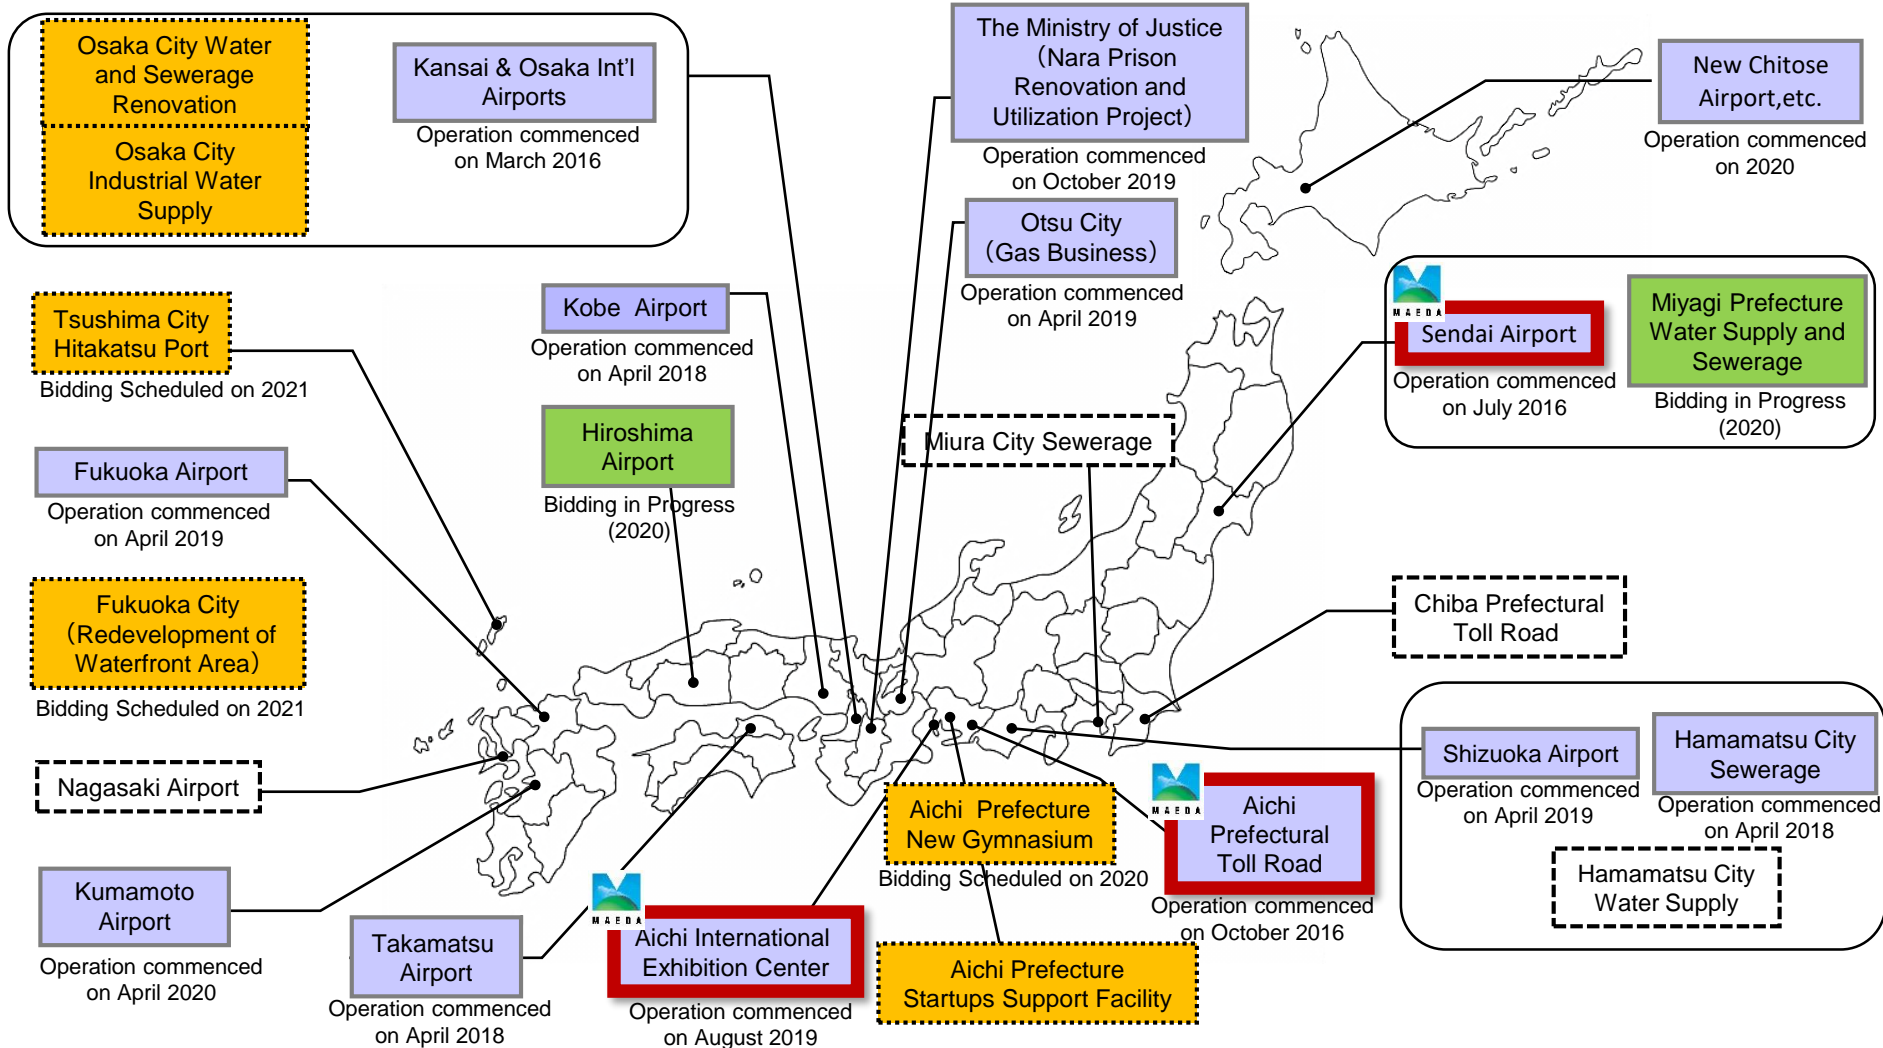 Osaka City Water
and Sewerage
Renovation
Osaka City
Industrial Water
Supply
Kansai & Osaka Int'l
Airports
Operation commenced
on March 2016
The Ministry of Justice
（Nara Prison
Renovation and
Utilization Project）
Operation commenced
on October 2019
New Chitose
Airport,etc.
Operation commenced
on 2020
Otsu City
（Gas Business）
Operation commenced
on April 2019
Tsushima City
Hitakatsu Port
Bidding Scheduled on 2021
Kobe Airport
Operation commenced
on April 2018
MAEDA
Sendai Airport
Operation commenced
on July 2016
Miyagi Prefecture
Water Supply and
Sewerage
Bidding in Progress
(2020)
Hiroshima
Airport
Bidding in Progress
(2020)
Miura City Sewerage
Fukuoka Airport
Operation commenced
on April 2019
Fukuoka City
（Redevelopment of
Waterfront Area）
Bidding Scheduled on 2021
Chiba Prefectural
Toll Road
Nagasaki Airport
Shizuoka Airport
Operation commenced
on April 2019
Hamamatsu City
Sewerage
Operation commenced
on April 2018
Hamamatsu City
Water Supply
Aichi Prefecture
New Gymnasium
Bidding Scheduled on 2020
MAEDA
Aichi
Prefectural
Toll Road
Operation commenced
on October 2016
Kumamoto
Airport
Operation commenced
on April 2020
Takamatsu
Airport
Operation commenced
on April 2018
MAEDA
Aichi International
Exhibition Center
Operation commenced
on August 2019
Aichi Prefecture
Startups Support Facility